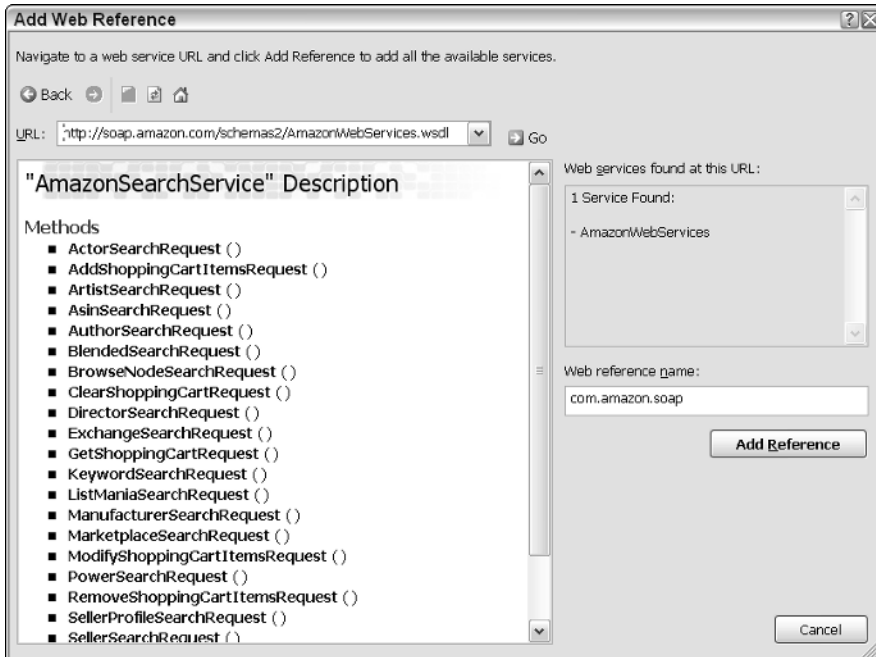 Add Web Reference
Navigate to a web service URL and click Add Reference to add all the available services.
Back
URL: http://soap.amazon.com/schemas2/AmazonWebServices.wsdl Go
"AmazonSearchService" Description
Methods
ActorSearchRequest ()
AddShoppingCartItemsRequest ()
ArtistSearchRequest ()
AsinSearchRequest ()
AuthorSearchRequest ()
BlendedSearchRequest ()
BrowseNodeSearchRequest ()
ClearShoppingCartRequest ()
DirectorSearchRequest ()
ExchangeSearchRequest ()
GetShoppingCartRequest ()
KeywordSearchRequest ()
ListManiaSearchRequest ()
ManufacturerSearchRequest ()
MarketplaceSearchRequest ()
ModifyShoppingCartItemsRequest ()
PowerSearchRequest ()
RemoveShoppingCartItemsRequest ()
SellerProfileSearchRequest ()
SellerSearchRequest ()
Web services found at this URL:
1 Service Found:
- AmazonWebServices
Web reference name:
com.amazon.soap
Add Reference
Cancel